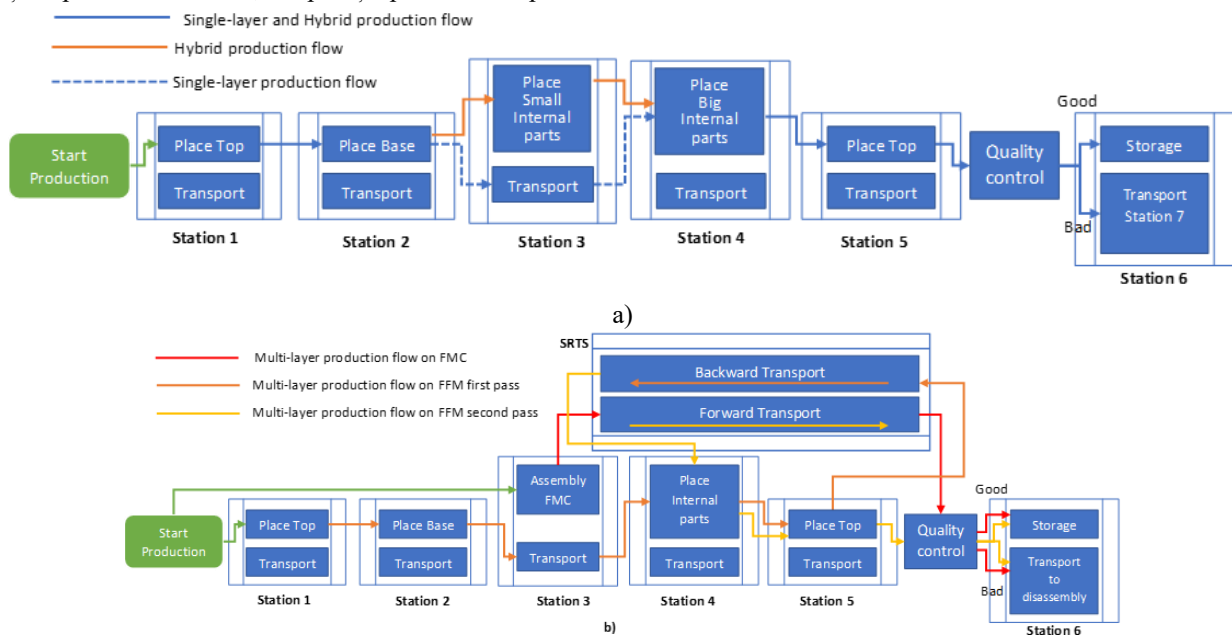 Single-layer and Hybrid production flow
Hybrid production flow
Single-layer production flow
Start
Production
Place Top
Transport
Station 1
Place Base
Transport
Station 2
Place
Small
Internal
parts
Transport
Station 3
Place
Big
Internal
parts
Transport
Station 4
Place Top
Transport
Station 5
Quality
control
Good
Bad
Storage
Transport
Station 7
Station 6
a)
Multi-layer production flow on FMC
Multi-layer production flow on FFM first pass
Multi-layer production flow on FFM second pass
SRTS
Backward Transport
Forward Transport
Start
Production
Place Top
Transport
Station 1
Place Base
Transport
Station 2
Assembly
FMC
Transport
Station 3
Place
Internal
parts
Transport
Station 4
Place Top
Transport
Station 5
Quality
control
Good
Bad
Storage
Transport
to
disassembly
Station 6
b)